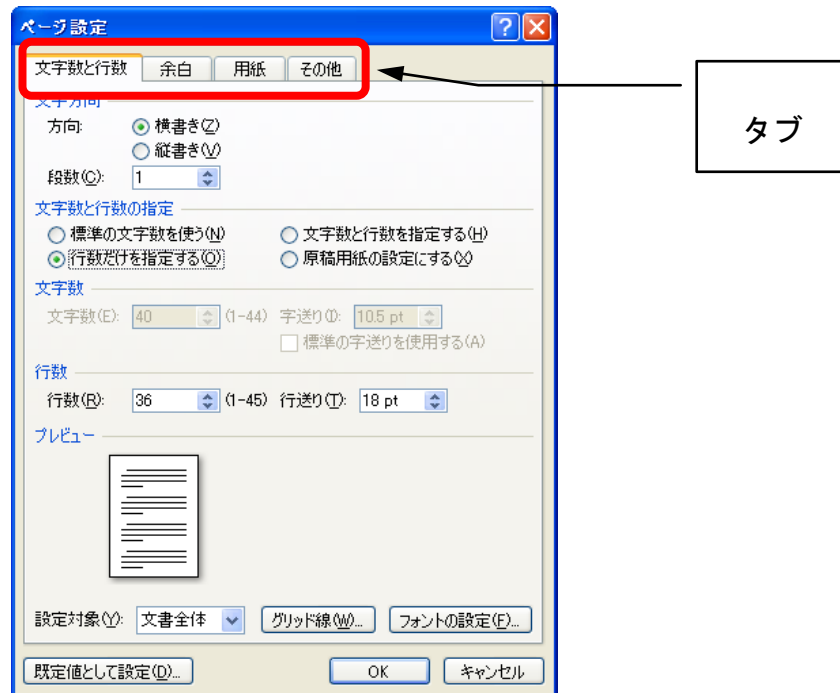 ページ設定
文字数と行数 余白 用紙 その他
タブ
文字方向
方向: 横書き(Z)
縦書き(V)
段数(C): 1
文字数と行数の指定
標準の文字数を使う(N) 文字数と行数を指定する(H)
行数だけを指定する(O) 原稿用紙の設定にする(X)
文字数
文字数(E): 40 (1-44) 字送り(I): 10.5 pt
標準の字送りを使用する(A)
行数
行数(R): 36 (1-45) 行送り(T): 18 pt
プレビュー
設定対象(Y): 文書全体 グリッド線(W)... フォントの設定(F)...
既定値として設定(D)... OK キャンセル